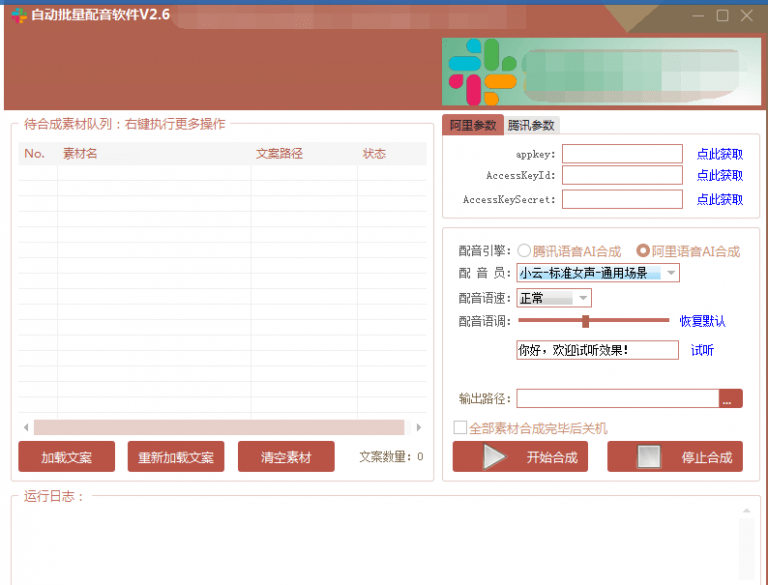 自动批量配音软件V2.6
待合成素材队列：右键执行更多操作
No. 素材名 文案路径 状态
加载文案 重新加载文案 清空素材 文案数量：0
阿里参数 腾讯参数
appkey: 点此获取
AccessKeyId: 点此获取
AccessKeySecret: 点此获取
配音引擎: 腾讯语音AI合成 阿里语音AI合成
配 音 员: 小云-标准女声-通用场景
配音语速: 正常
配音语调: 恢复默认
你好，欢迎试听效果！ 试听
输出路径: ...
全部素材合成完毕后关机
开始合成 停止合成
运行日志：